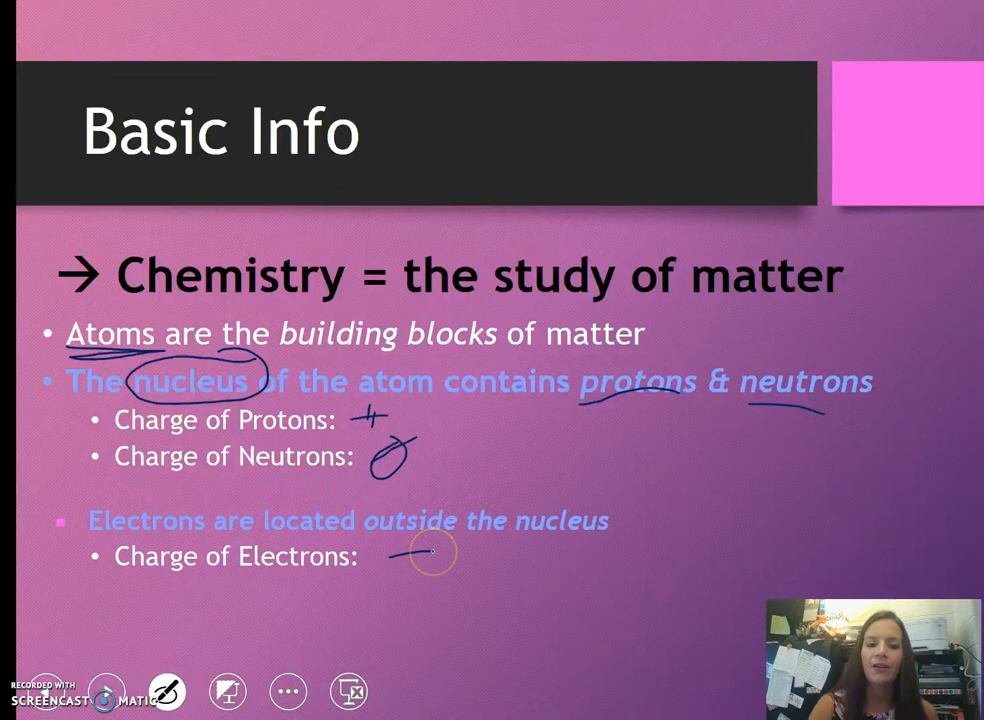 Basic Info
→ Chemistry = the study of matter
• Atoms are the building blocks of matter
• The nucleus of the atom contains protons & neutrons
• Charge of Protons: +
• Charge of Neutrons: 0
▪ Electrons are located outside the nucleus
• Charge of Electrons: —
RECORDED WITH
SCREENCAST MATIC